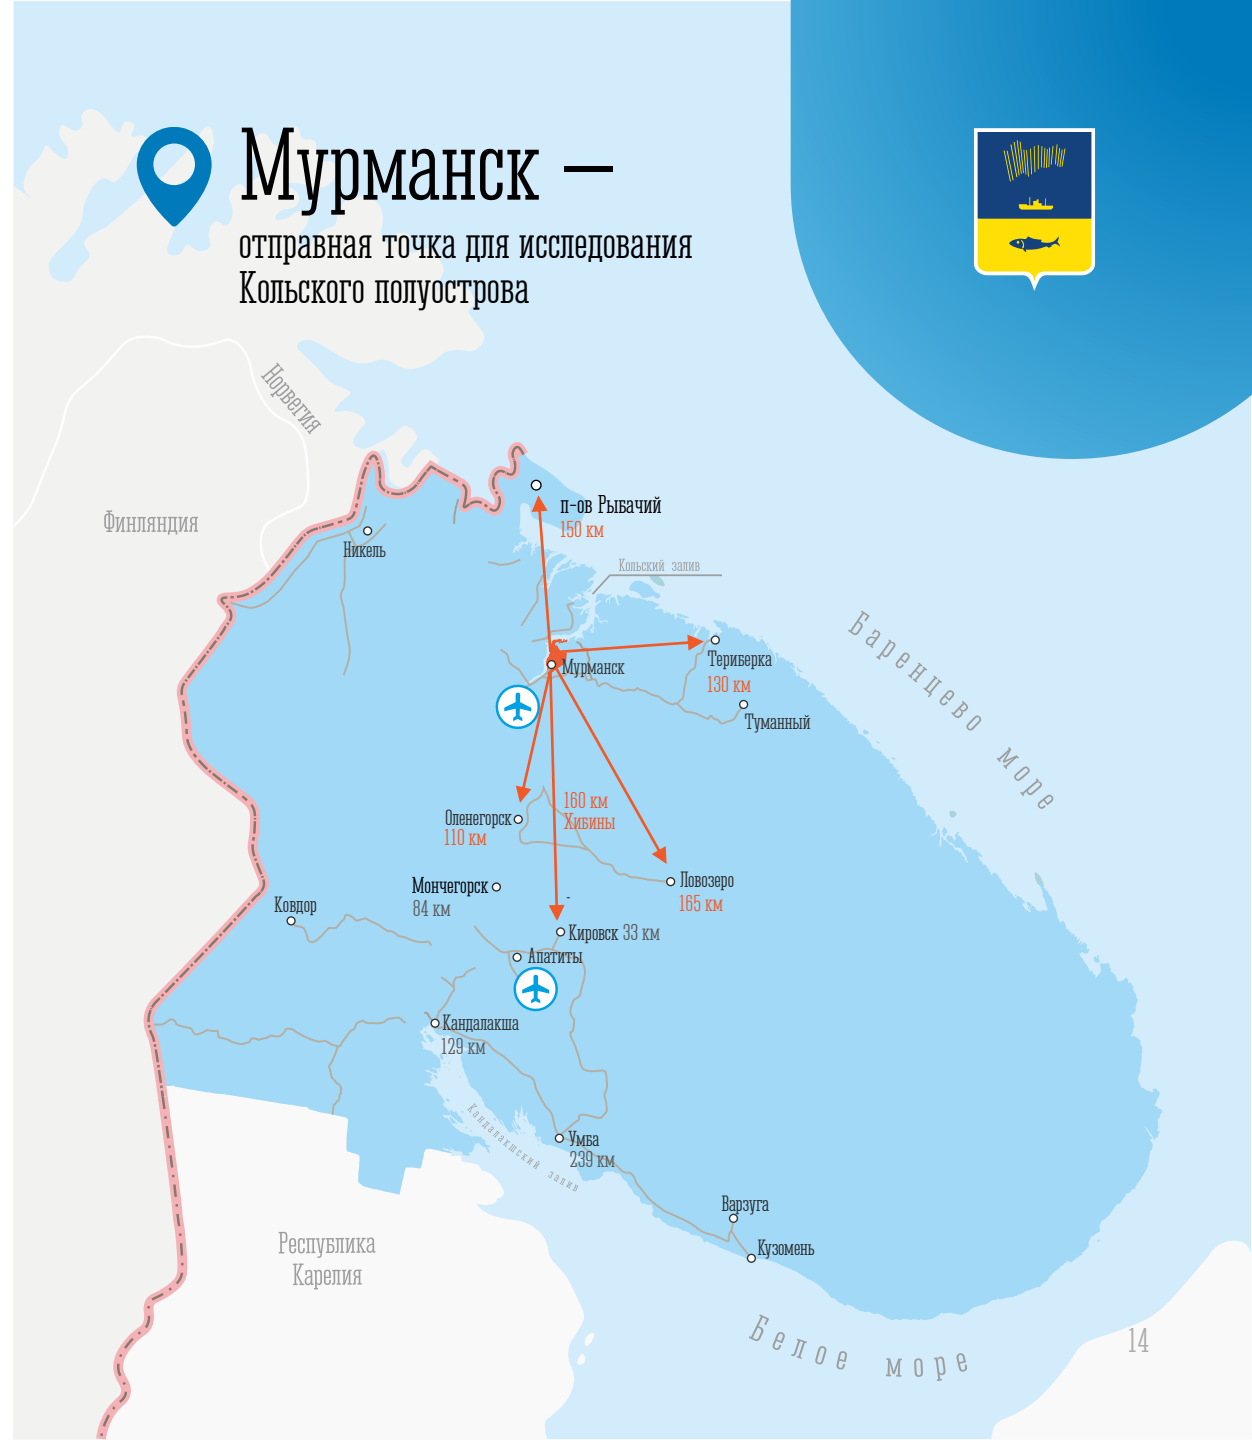 Мурманск –
отправная точка для исследования
Кольского полуострова
Норвегия
Финляндия
п-ов Рыбачий
150 км
Никель
Кольский залив
Баренцево море
Мурманск
Териберка
130 км
Туманный
160 км
Хибины
Оленегорск
110 км
Ловозеро
165 км
Мончегорск
84 км
Ковдор
Кировск 33 км
Апатиты
Кандалакша
129 км
Кандалакшский залив
Умба
239 км
Варзуга
Кузомень
Республика
Карелия
Белое море
14